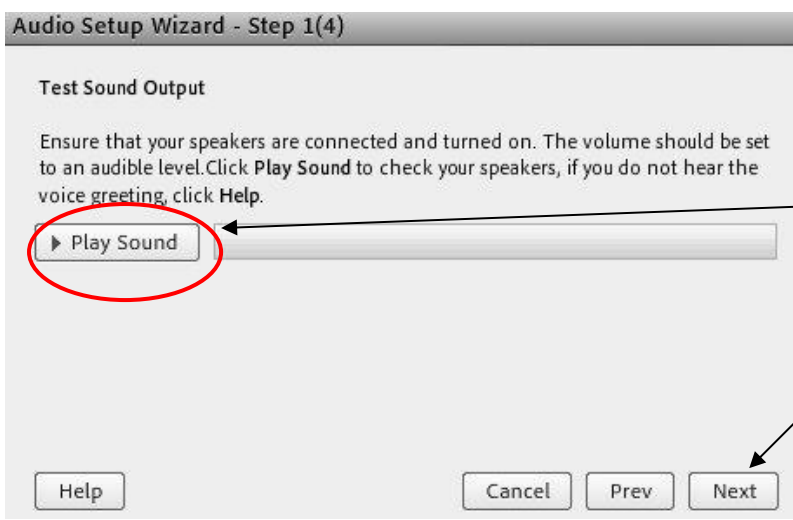 Audio Setup Wizard - Step 1(4)
Test Sound Output
Ensure that your speakers are connected and turned on. The volume should be set
to an audible level.Click Play Sound to check your speakers, if you do not hear the
voice greeting, click Help.
Play Sound
Help
Cancel
Prev
Next